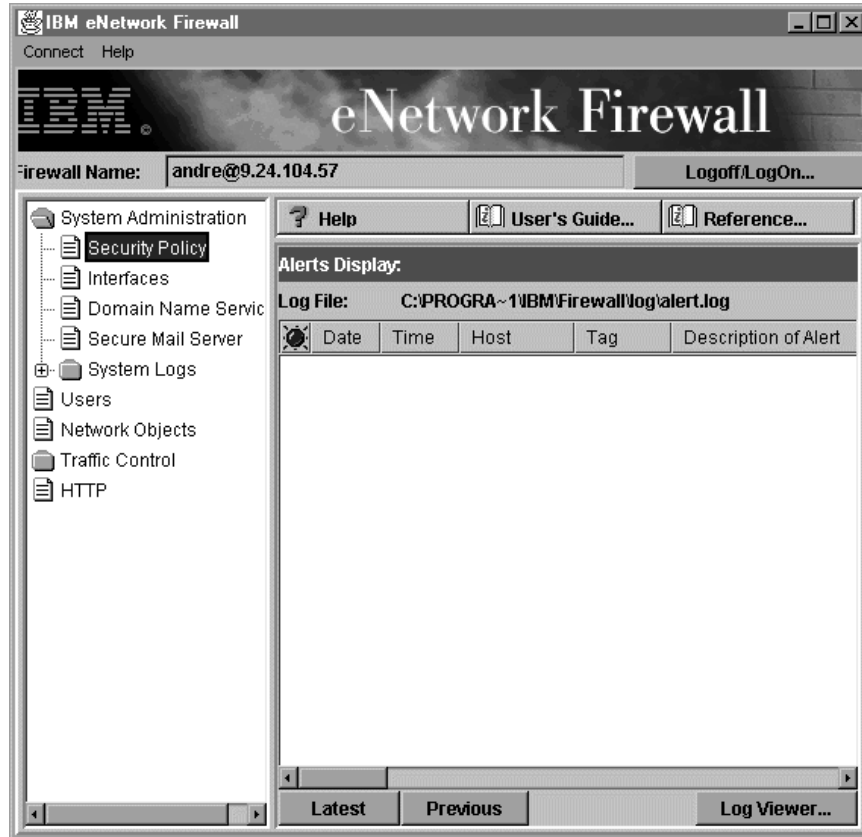 IBM eNetwork Firewall
Connect Help
IBM. eNetwork Firewall
Firewall Name: andre@9.24.104.57 Logoff/LogOn...
System Administration
Security Policy
Interfaces
Domain Name Servic
Secure Mail Server
System Logs
Users
Network Objects
Traffic Control
HTTP
Help User's Guide... Reference...
Alerts Display:
Log File: C:\PROGRA~1\IBM\Firewall\log\alert.log
Date Time Host Tag Description of Alert
Latest Previous Log Viewer...